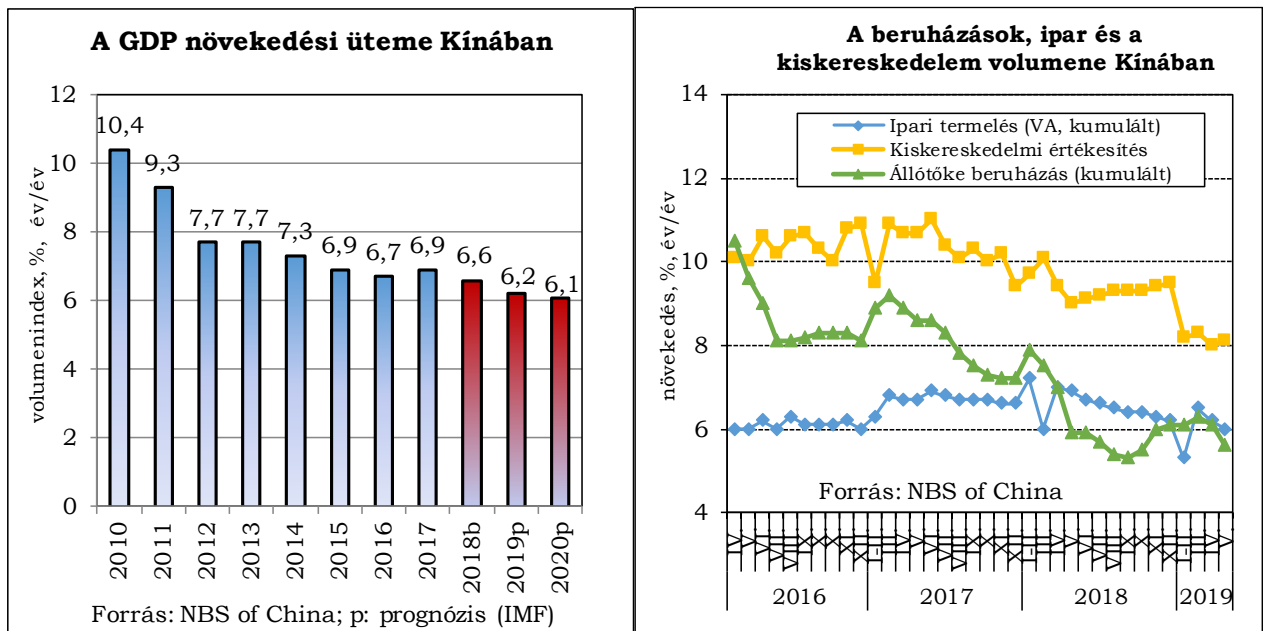 A GDP növekedési üteme Kínában
volumenindex, %, év/év
12
10
8
6
4
2
0
10,4
9,3
7,7
7,7
7,3
6,9
6,7
6,9
6,6
6,2
6,1
2010
2011
2012
2013
2014
2015
2016
2017
2018b
2019p
2020p
Forrás: NBS of China; p: prognózis (IMF)
A beruházások, ipar és a
kiskereskedelem volumene Kínában
növekedés, %, év/év
14
12
10
8
6
4
Ipari termelés (VA, kumulált)
Kiskereskedelmi értékesítés
Állótőke beruházás (kumulált)
Forrás: NBS of China
2016
2017
2018
2019